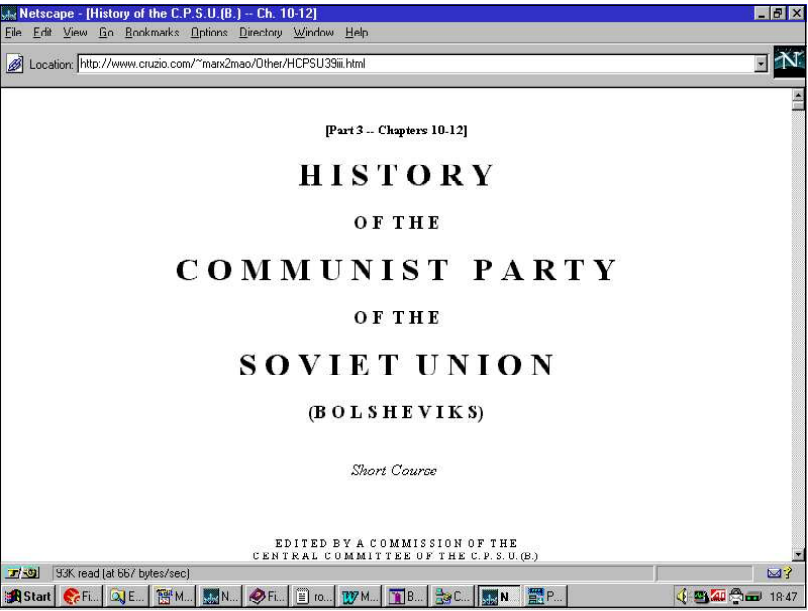 Netscape - [History of the C.P.S.U.(B.) -- Ch. 10-12]
File Edit View Go Bookmarks Options Directory Window Help
Location: http://www.cruzio.com/~marx2mao/Other/HCPSU39iii.html
N
[Part 3 -- Chapters 10-12]
HISTORY
OF THE
COMMUNIST PARTY
OF THE
SOVIET UNION
(BOLSHEVIKS)
Short Course
EDITED BY A COMMISSION OF THE
CENTRAL COMMITTEE OF THE C.P.S.U.(B.)
93K read (at 667 bytes/sec)
Start Fi... E... M... N... Fi... ro... M... B... C... N... P... 18:47